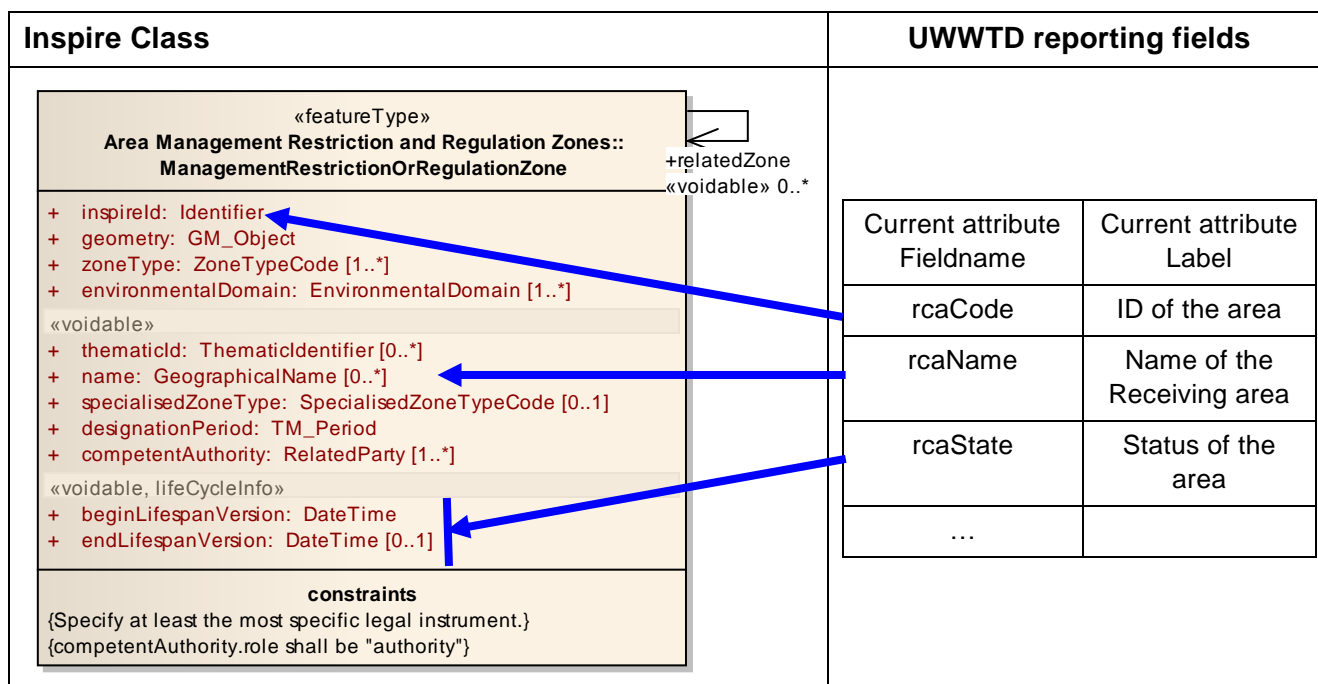 Inspire Class
UWWTD reporting fields
«featureType»
Area Management Restriction and Regulation Zones::
ManagementRestrictionOrRegulationZone
+relatedZone
«voidable» 0..*
+ inspireId: Identifier
+ geometry: GM_Object
+ zoneType: ZoneTypeCode [1..*]
+ environmentalDomain: EnvironmentalDomain [1..*]
«voidable»
+ thematicId: ThematicIdentifier [0..*]
+ name: GeographicalName [0..*]
+ specialisedZoneType: SpecialisedZoneTypeCode [0..1]
+ designationPeriod: TM_Period
+ competentAuthority: RelatedParty [1..*]
«voidable, lifeCycleInfo»
+ beginLifespanVersion: DateTime
+ endLifespanVersion: DateTime [0..1]
constraints
{Specify at least the most specific legal instrument.}
{competentAuthority.role shall be "authority"}
Current attribute
Fieldname
Current attribute
Label
rcaCode
ID of the area
rcaName
Name of the
Receiving area
rcaState
Status of the
area
…